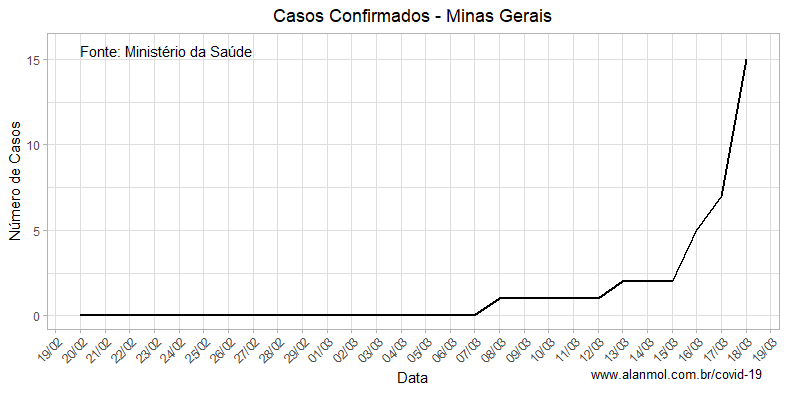 Casos Confirmados - Minas Gerais
Fonte: Ministério da Saúde
Número de Casos
15
10
5
0
19/02 20/02 21/02 22/02 23/02 24/02 25/02 26/02 27/02 28/02 29/02 01/03 02/03 03/03 04/03 05/03 06/03 07/03 08/03 09/03 10/03 11/03 12/03 13/03 14/03 15/03 16/03 17/03 18/03 19/03
Data
www.alanmol.com.br/covid-19